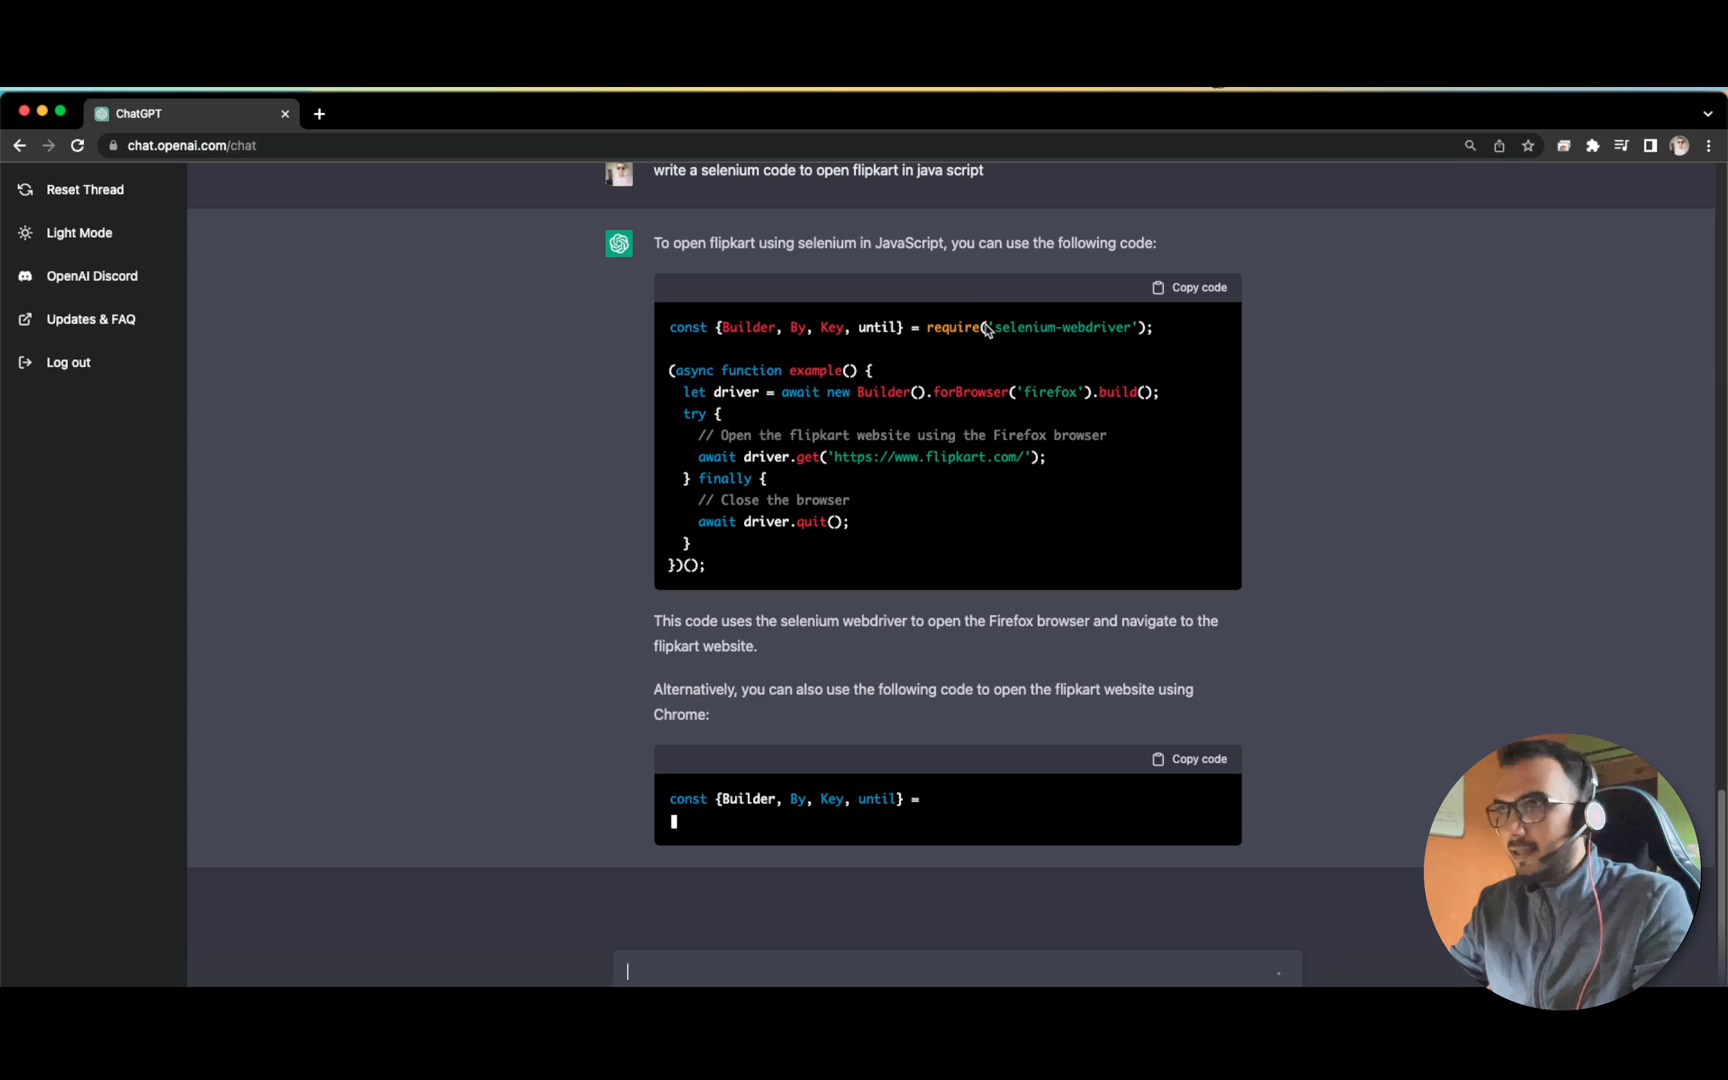 ChatGPT
chat.openai.com/chat
Reset Thread
Light Mode
OpenAI Discord
Updates & FAQ
Log out
write a selenium code to open flipkart in java script
To open flipkart using selenium in JavaScript, you can use the following code:
Copy code
const {Builder, By, Key, until} = require('selenium-webdriver');
(async function example() {
let driver = await new Builder().forBrowser('firefox').build();
try {
// Open the flipkart website using the Firefox browser
await driver.get('https://www.flipkart.com/');
} finally {
// Close the browser
await driver.quit();
}
})();
This code uses the selenium webdriver to open the Firefox browser and navigate to the
flipkart website.
Alternatively, you can also use the following code to open the flipkart website using
Chrome:
Copy code
const {Builder, By, Key, until} =